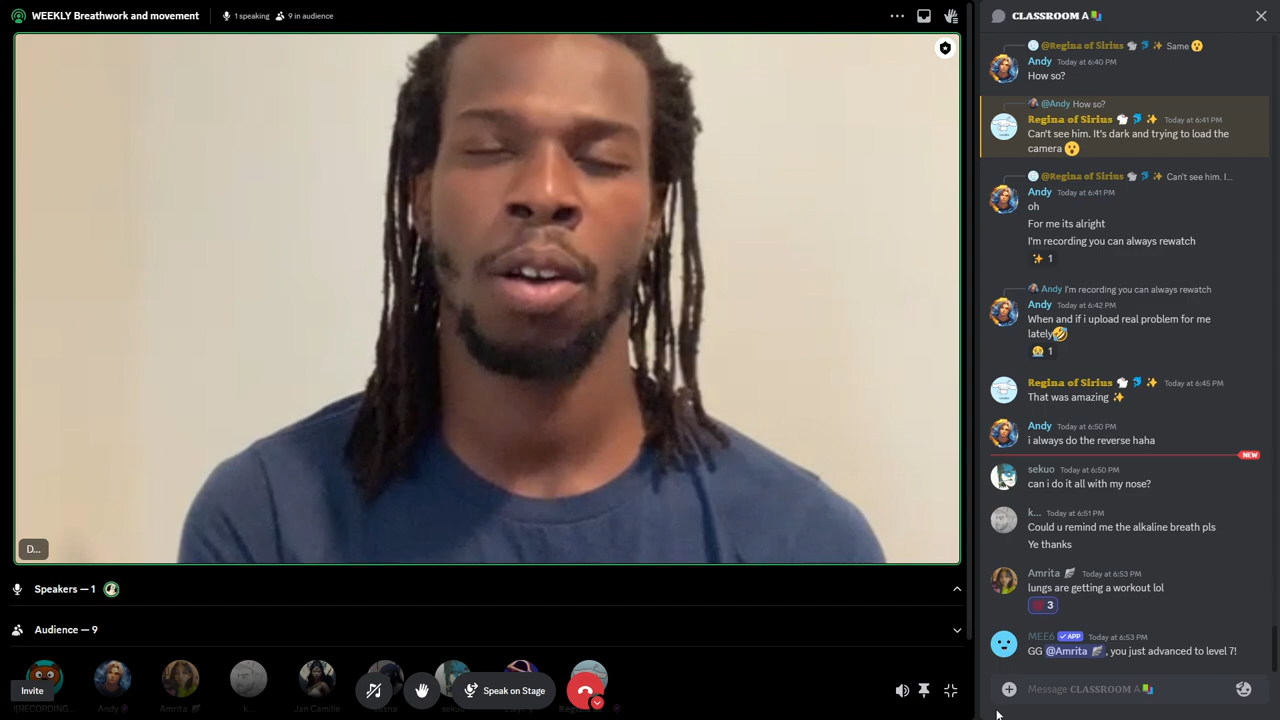 WEEKLY Breathwork and movement
1 speaking
9 in audience
D...
Speakers — 1
Audience — 9
Andy
Amrita
k...
Jan Camille
Invite
Speak on Stage
CLASSROOM A
@Regina of Sirius Same
Andy Today at 6:40 PM
How so?
@Andy How so?
Regina of Sirius Today at 6:41 PM
Can't see him. It's dark and trying to load the
camera
@Regina of Sirius Can't see him. I...
Andy Today at 6:41 PM
oh
For me its alright
I'm recording you can always rewatch
1
Andy I'm recording you can always rewatch
Andy Today at 6:42 PM
When and if i upload real problem for me
lately
1
Regina of Sirius Today at 6:45 PM
That was amazing
Andy Today at 6:50 PM
i always do the reverse haha
NEW
sekuo Today at 6:50 PM
can i do it all with my nose?
k... Today at 6:51 PM
Could u remind me the alkaline breath pls
Ye thanks
Amrita Today at 6:53 PM
lungs are getting a workout lol
3
MEE6 APP Today at 6:53 PM
GG @Amrita , you just advanced to level 7!
Message CLASSROOM A